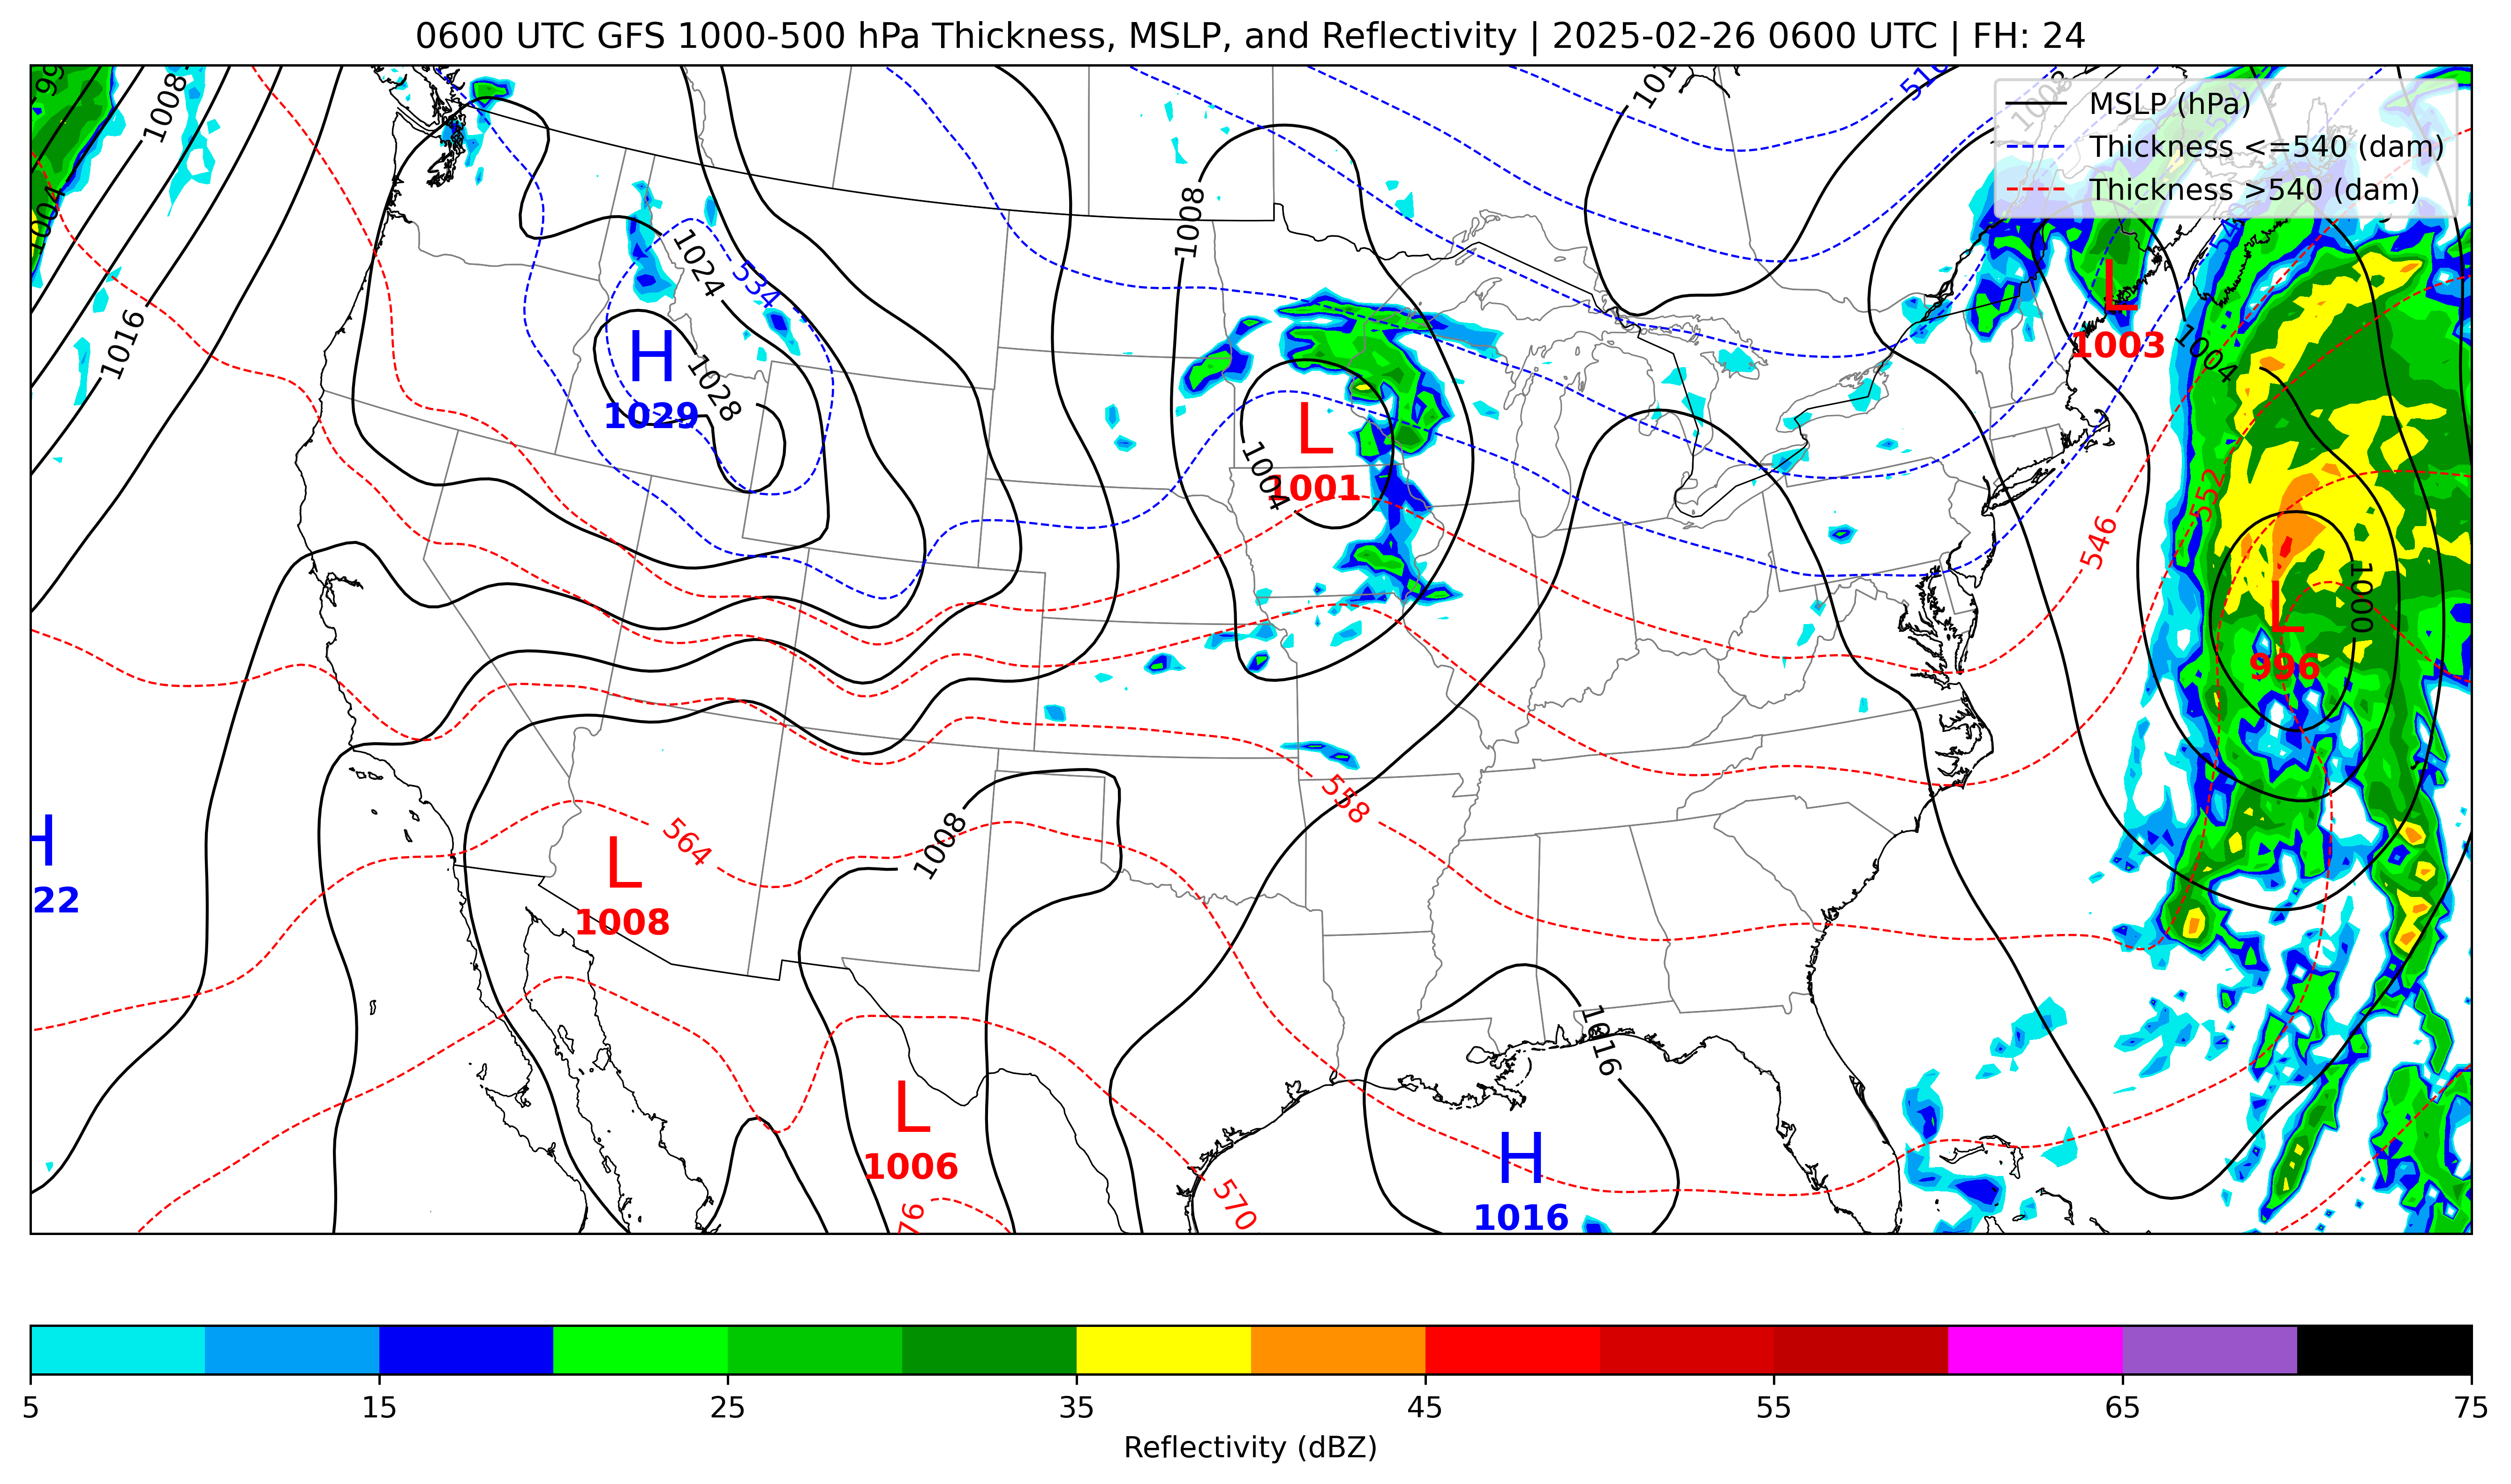 0600 UTC GFS 1000-500 hPa Thickness, MSLP, and Reflectivity | 2025-02-26 0600 UTC | FH: 24
MSLP (hPa)
Thickness <=540 (dam)
Thickness >540 (dam)
1008
1008
1004
1008
1016
1024
534
H
1029
1028
L
1003
1004
L
1001
1004
552
546
1000
L
996
558
564
1008
H
22
L
1008
1016
L
1006
H
1016
570
76
5 15 25 35 45 55 65 75
Reflectivity (dBZ)